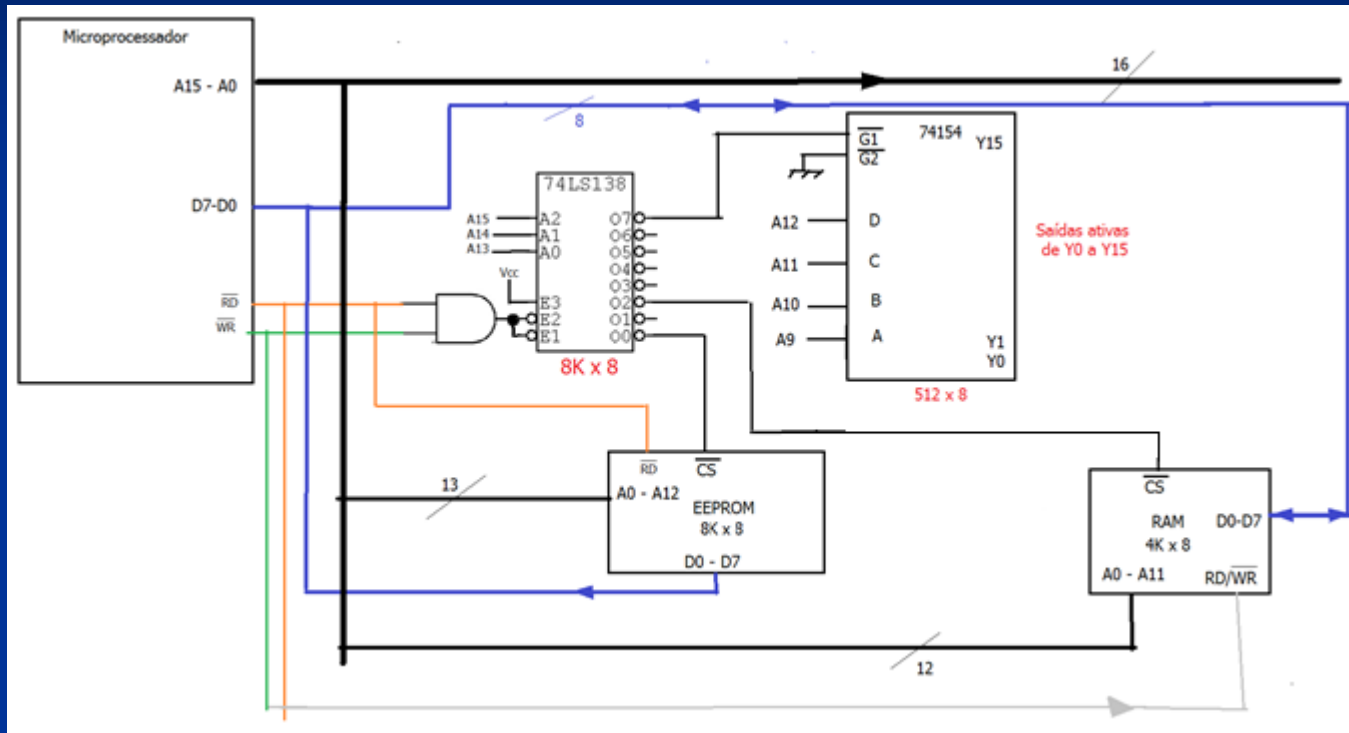 Microprocessador
A15 - A0
D7-D0
RD
WR
16
8
74LS138
A15 A2 O7
A14 A1 O6
A13 A0 O5
O4
Vcc O3
E3 O2
E2 O1
E1 O0
8K x 8
G1 74154 Y15
G2
A12 D
A11 C
A10 B
A9 A Y1
Y0
512 x 8
Saídas ativas
de Y0 a Y15
13
RD CS
A0 - A12
EEPROM
8K x 8
D0 - D7
CS
RAM D0-D7
4K x 8
A0 - A11 RD/WR
12